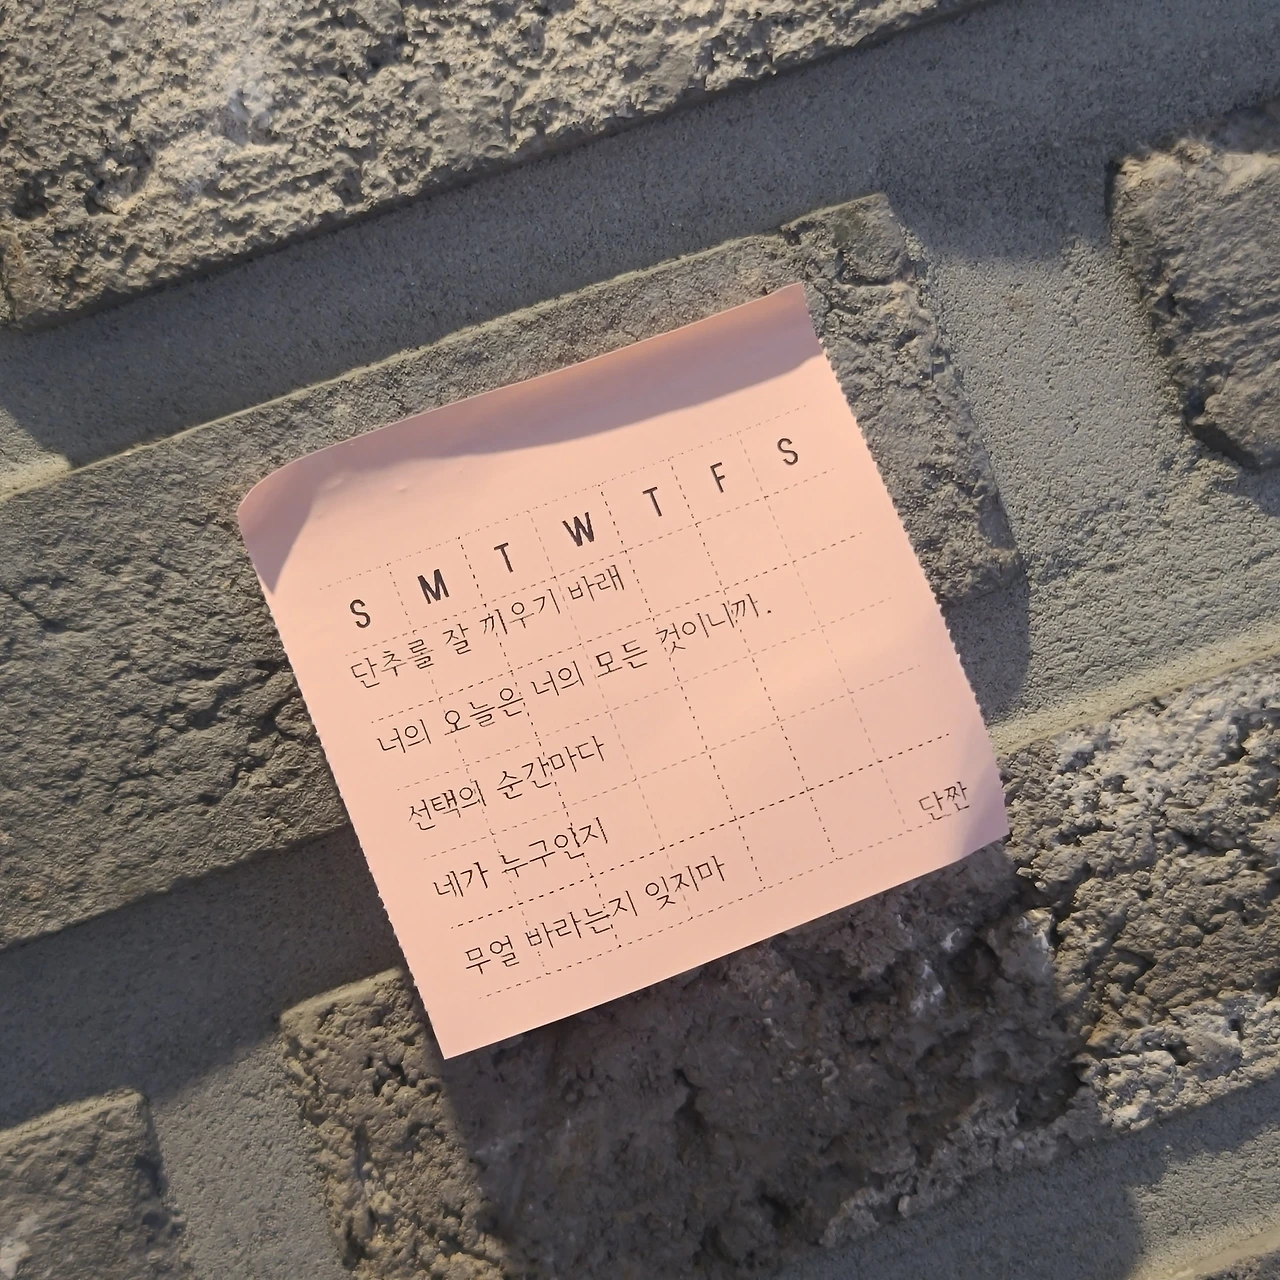 S M T W T F S
단추를 잘 끼우기 바래
너의 오늘은 너의 모든 것이니까.
선택의 순간마다
네가 누구인지
무얼 바라는지 잊지마
단짠